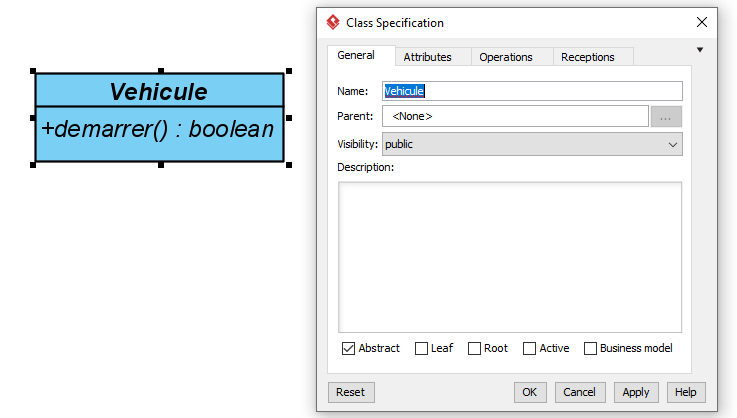 Vehicule
+demarrer() : boolean
Class Specification
General
Attributes
Operations
Receptions
Name: Vehicule
Parent: <None> ...
Visibility: public
Description:
Abstract Leaf Root Active Business model
Reset OK Cancel Apply Help